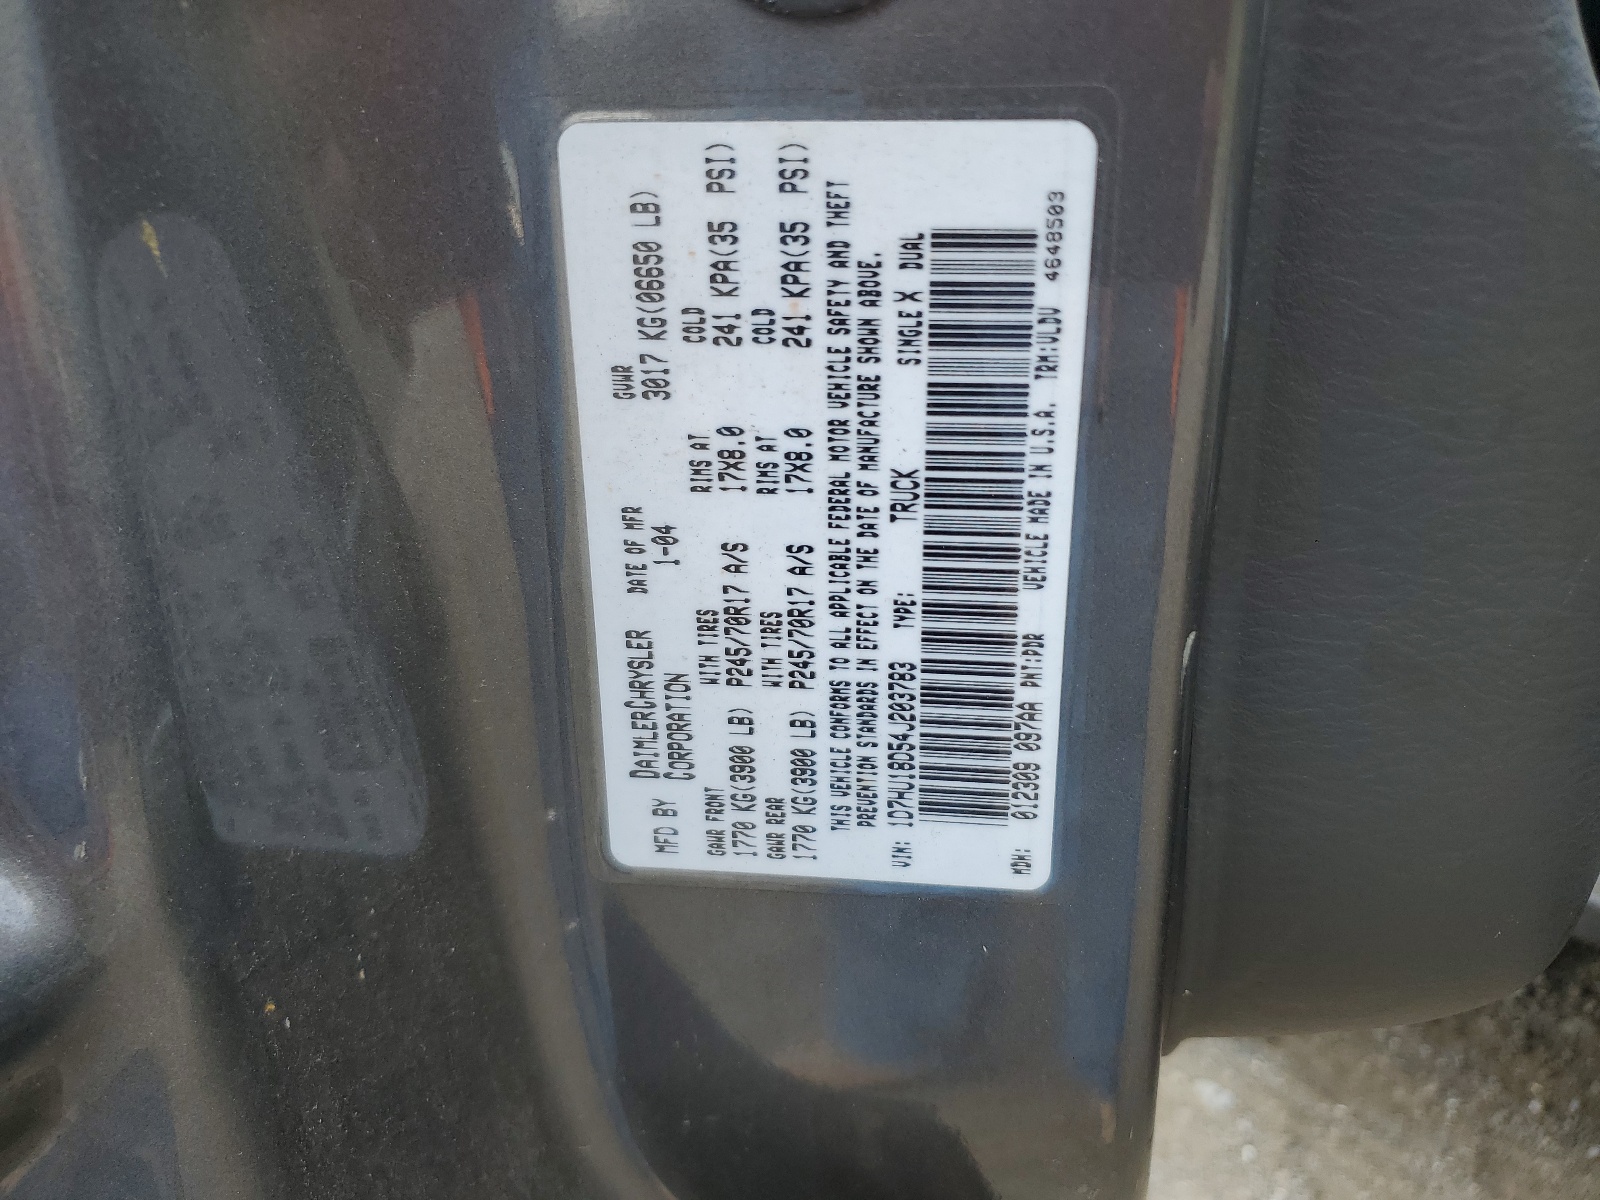 MFD BY DAIMLERCHRYSLER CORPORATION
DATE OF MFR 1-04
GVWR 3017 KG(06650 LB)
GAWR FRONT WITH TIRES RIMS AT COLD
1770 KG(3900 LB) P245/70R17 A/S 17X8.0 241 KPA(35 PSI)
GAWR REAR WITH TIRES RIMS AT COLD
1770 KG(3900 LB) P245/70R17 A/S 17X8.0 241 KPA(35 PSI)
THIS VEHICLE CONFORMS TO ALL APPLICABLE FEDERAL MOTOR VEHICLE SAFETY AND THEFT
PREVENTION STANDARDS IN EFFECT ON THE DATE OF MANUFACTURE SHOWN ABOVE.
VIN: 1D7HU18D54J203783 TYPE: TRUCK SINGLE X DUAL
MDH: 012309 097AA PNT:PDR VEHICLE MADE IN U.S.A. TRM:VLDV 4648503